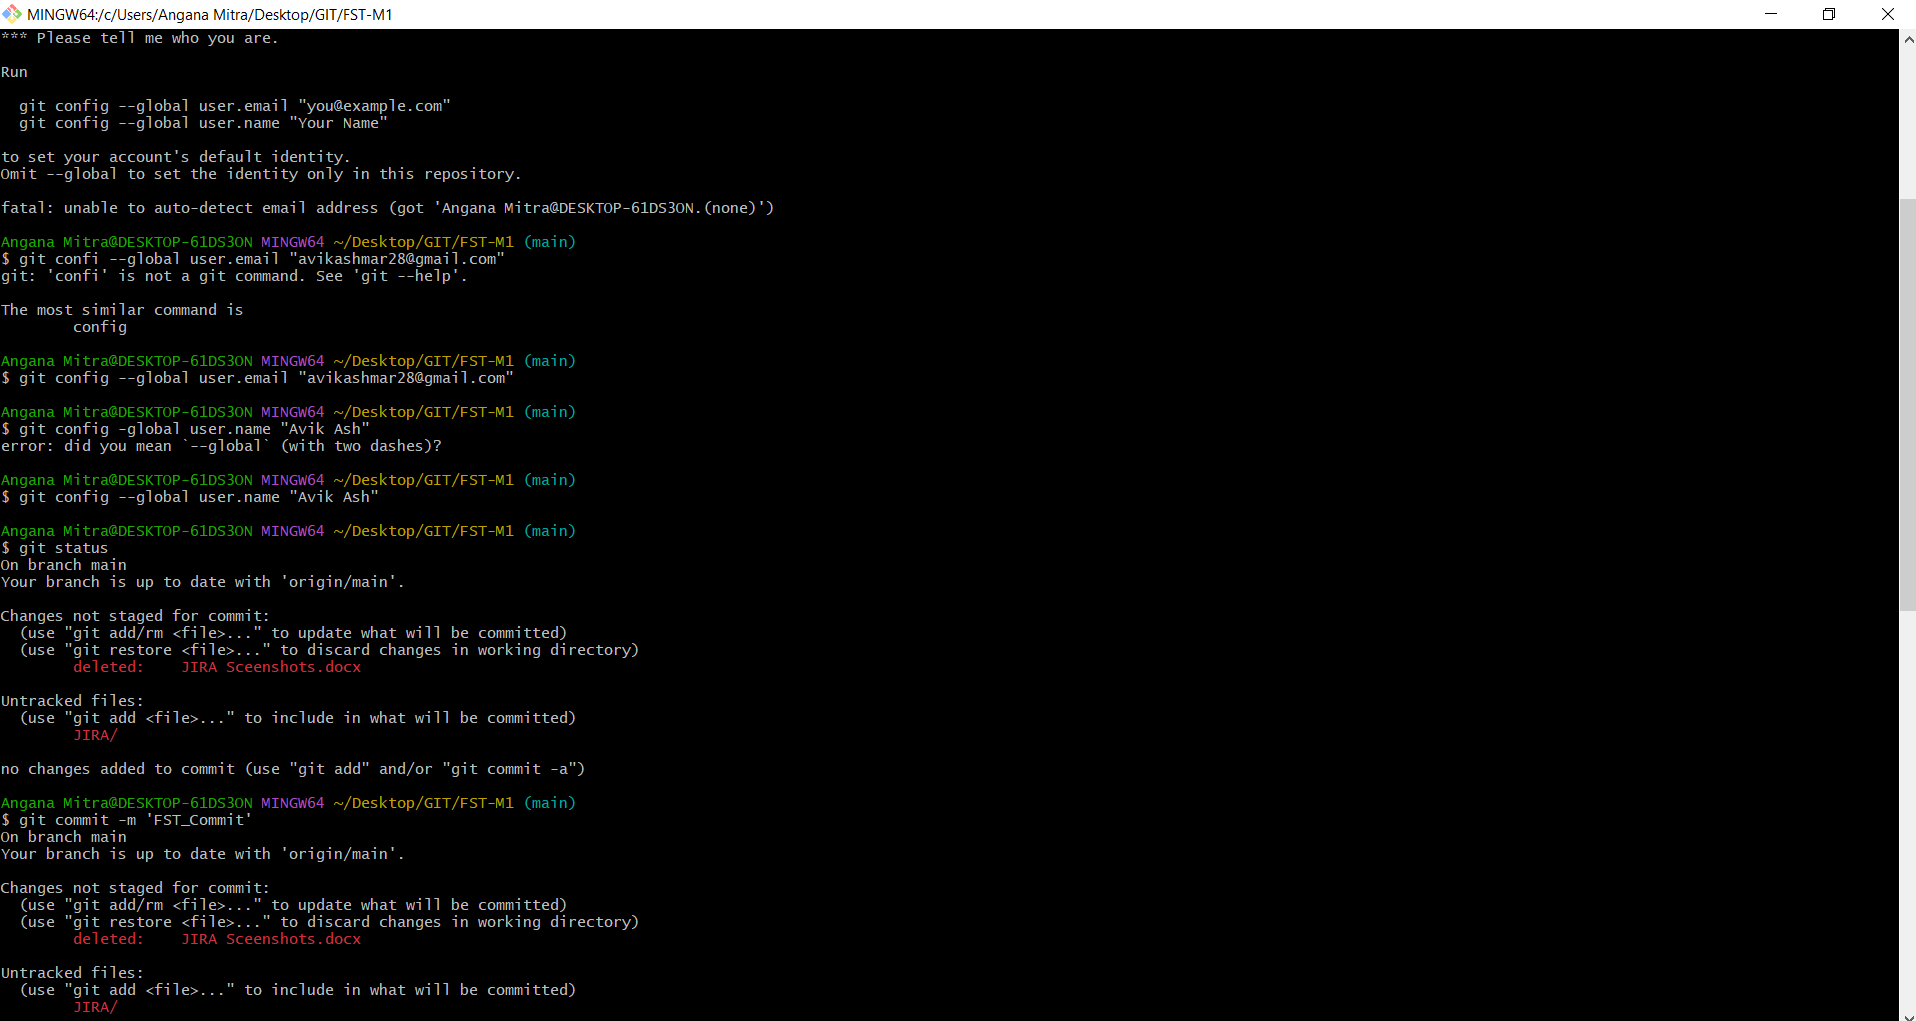 MINGW64:/c/Users/Angana Mitra/Desktop/GIT/FST-M1
*** Please tell me who you are.
Run
git config --global user.email "you@example.com"
git config --global user.name "Your Name"
to set your account's default identity.
Omit --global to set the identity only in this repository.
fatal: unable to auto-detect email address (got 'Angana Mitra@DESKTOP-61DS3ON.(none)')
Angana Mitra@DESKTOP-61DS3ON MINGW64 ~/Desktop/GIT/FST-M1 (main)
$ git confi --global user.email "avikashmar28@gmail.com"
git: 'confi' is not a git command. See 'git --help'.
The most similar command is
config
Angana Mitra@DESKTOP-61DS3ON MINGW64 ~/Desktop/GIT/FST-M1 (main)
$ git config --global user.email "avikashmar28@gmail.com"
Angana Mitra@DESKTOP-61DS3ON MINGW64 ~/Desktop/GIT/FST-M1 (main)
$ git config -global user.name "Avik Ash"
error: did you mean `--global` (with two dashes)?
Angana Mitra@DESKTOP-61DS3ON MINGW64 ~/Desktop/GIT/FST-M1 (main)
$ git config --global user.name "Avik Ash"
Angana Mitra@DESKTOP-61DS3ON MINGW64 ~/Desktop/GIT/FST-M1 (main)
$ git status
On branch main
Your branch is up to date with 'origin/main'.
Changes not staged for commit:
(use "git add/rm <file>..." to update what will be committed)
(use "git restore <file>..." to discard changes in working directory)
deleted:    JIRA Sceenshots.docx
Untracked files:
(use "git add <file>..." to include in what will be committed)
JIRA/
no changes added to commit (use "git add" and/or "git commit -a")
Angana Mitra@DESKTOP-61DS3ON MINGW64 ~/Desktop/GIT/FST-M1 (main)
$ git commit -m 'FST_Commit'
On branch main
Your branch is up to date with 'origin/main'.
Changes not staged for commit:
(use "git add/rm <file>..." to update what will be committed)
(use "git restore <file>..." to discard changes in working directory)
deleted:    JIRA Sceenshots.docx
Untracked files:
(use "git add <file>..." to include in what will be committed)
JIRA/